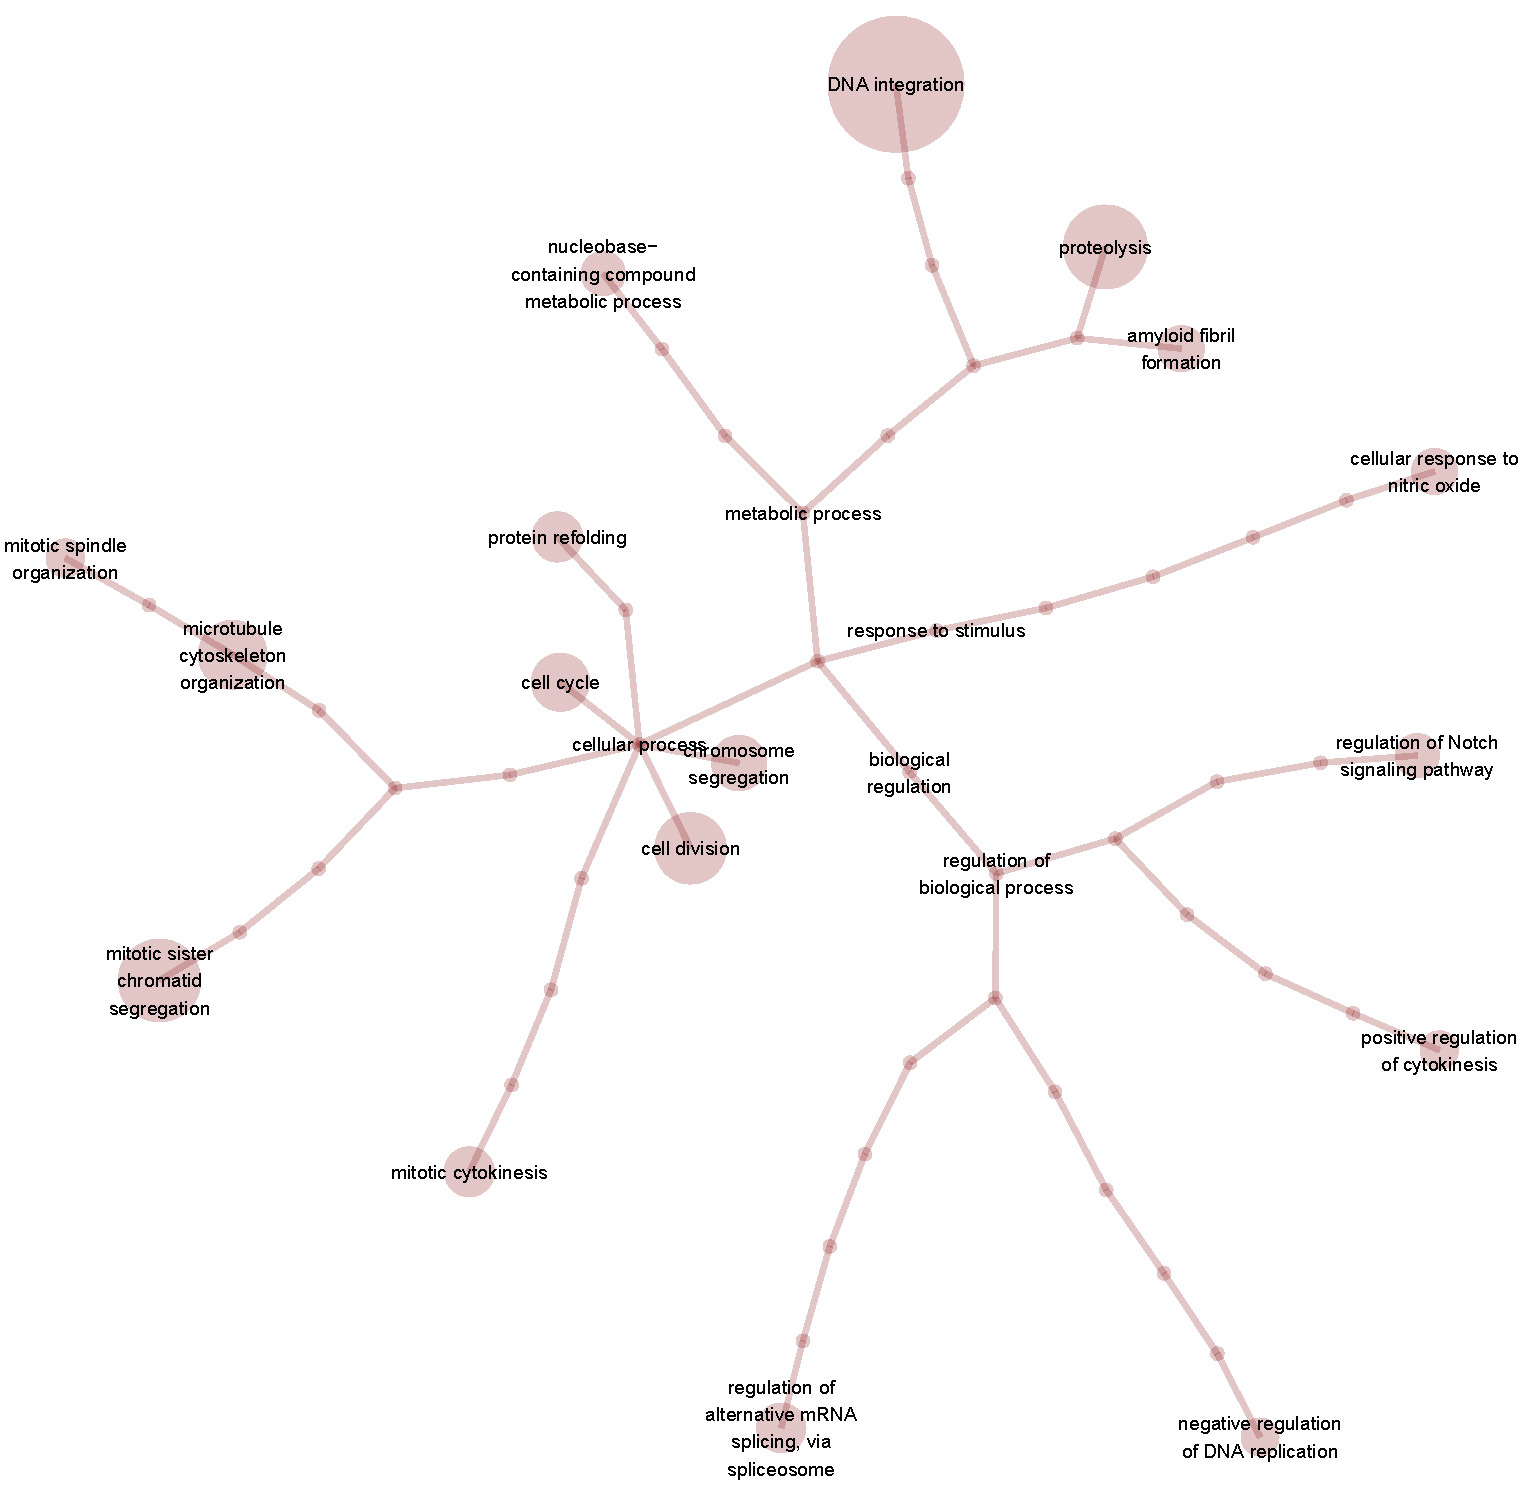 DNA integration
nucleobase−
containing compound
metabolic process
proteolysis
amyloid fibril
formation
cellular response to
nitric oxide
metabolic process
protein refolding
mitotic spindle
organization
microtubule
cytoskeleton
organization
response to stimulus
cell cycle
cellular process
chromosome
segregation
biological
regulation
regulation of Notch
signaling pathway
cell division
regulation of
biological process
mitotic sister
chromatid
segregation
positive regulation
of cytokinesis
mitotic cytokinesis
regulation of
alternative mRNA
splicing, via
spliceosome
negative regulation
of DNA replication